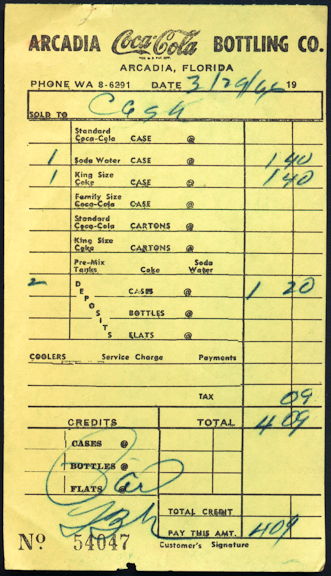 ARCADIA Coca-Cola BOTTLING CO.
ARCADIA, FLORIDA
PHONE WA 8-6291 DATE 3/29/66 19
SOLD TO Cash
Standard
Coca-Cola CASE @
1 Soda Water CASE @ 1 40
1 King Size
Coke CASE @ 1 40
Family Size
Coca-Cola CASE @
Standard
Coca-Cola CARTONS @
King Size
Coke CARTONS @
Pre-Mix
Tanks Coke Soda
Water
2 DEPOSITS CASES @ 1 20
BOTTLES @
FLATS @
COOLERS Service Charge Payments
TAX 09
CREDITS TOTAL 4 09
CASES @
BOTTLES @
FLATS @
Pd
TOTAL CREDIT
PAY THIS AMT. 409
No 54047 Customer's Signature